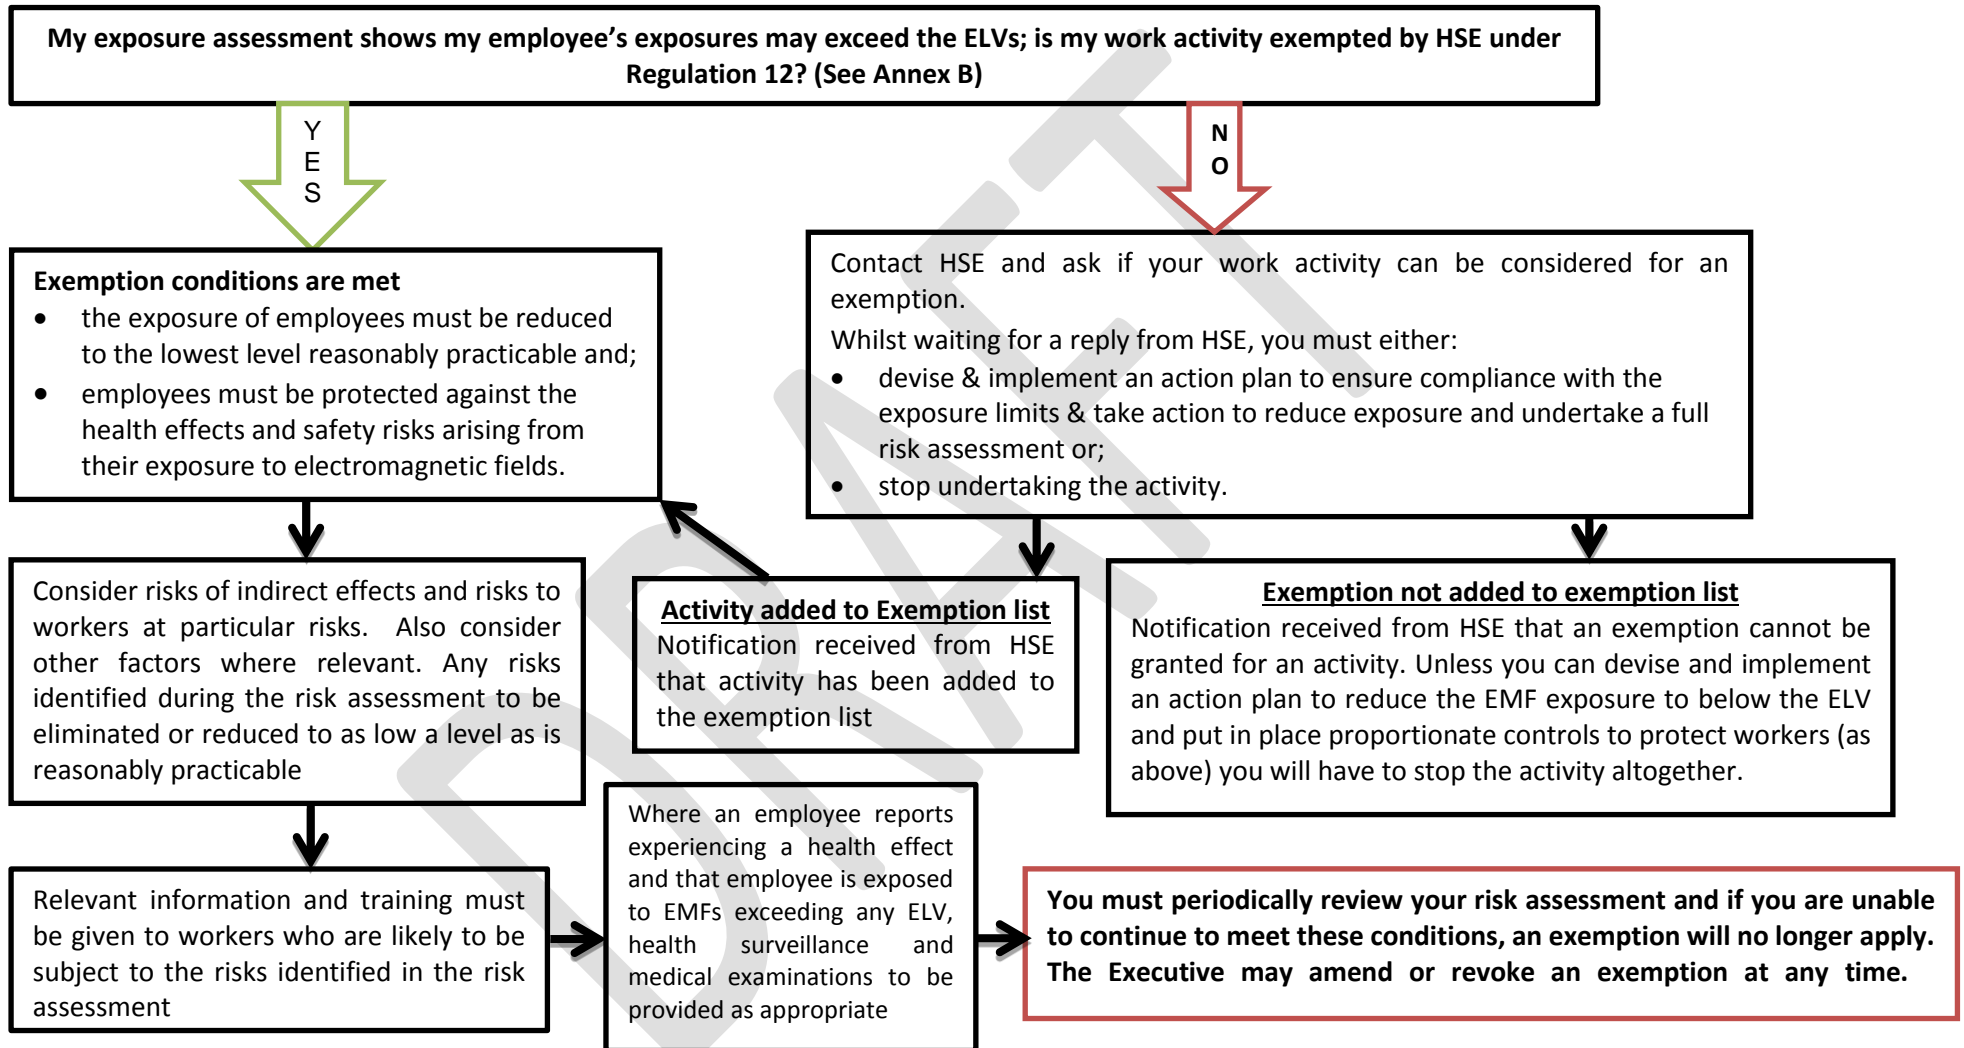 My exposure assessment shows my employee’s exposures may exceed the ELVs; is my work activity exempted by HSE under
Regulation 12? (See Annex B)
Y
E
S
N
O
Exemption conditions are met
• the exposure of employees must be reduced
to the lowest level reasonably practicable and;
• employees must be protected against the
health effects and safety risks arising from
their exposure to electromagnetic fields.
Contact HSE and ask if your work activity can be considered for an
exemption.
Whilst waiting for a reply from HSE, you must either:
• devise & implement an action plan to ensure compliance with the
exposure limits & take action to reduce exposure and undertake a full
risk assessment or;
• stop undertaking the activity.
Consider risks of indirect effects and risks to
workers at particular risks. Also consider
other factors where relevant. Any risks
identified during the risk assessment to be
eliminated or reduced to as low a level as is
reasonably practicable
Activity added to Exemption list
Notification received from HSE
that activity has been added to
the exemption list
Exemption not added to exemption list
Notification received from HSE that an exemption cannot be
granted for an activity. Unless you can devise and implement
an action plan to reduce the EMF exposure to below the ELV
and put in place proportionate controls to protect workers (as
above) you will have to stop the activity altogether.
Relevant information and training must
be given to workers who are likely to be
subject to the risks identified in the risk
assessment
Where an employee reports
experiencing a health effect
and that employee is exposed
to EMFs exceeding any ELV,
health surveillance and
medical examinations to be
provided as appropriate
You must periodically review your risk assessment and if you are unable
to continue to meet these conditions, an exemption will no longer apply.
The Executive may amend or revoke an exemption at any time.
DRAFT